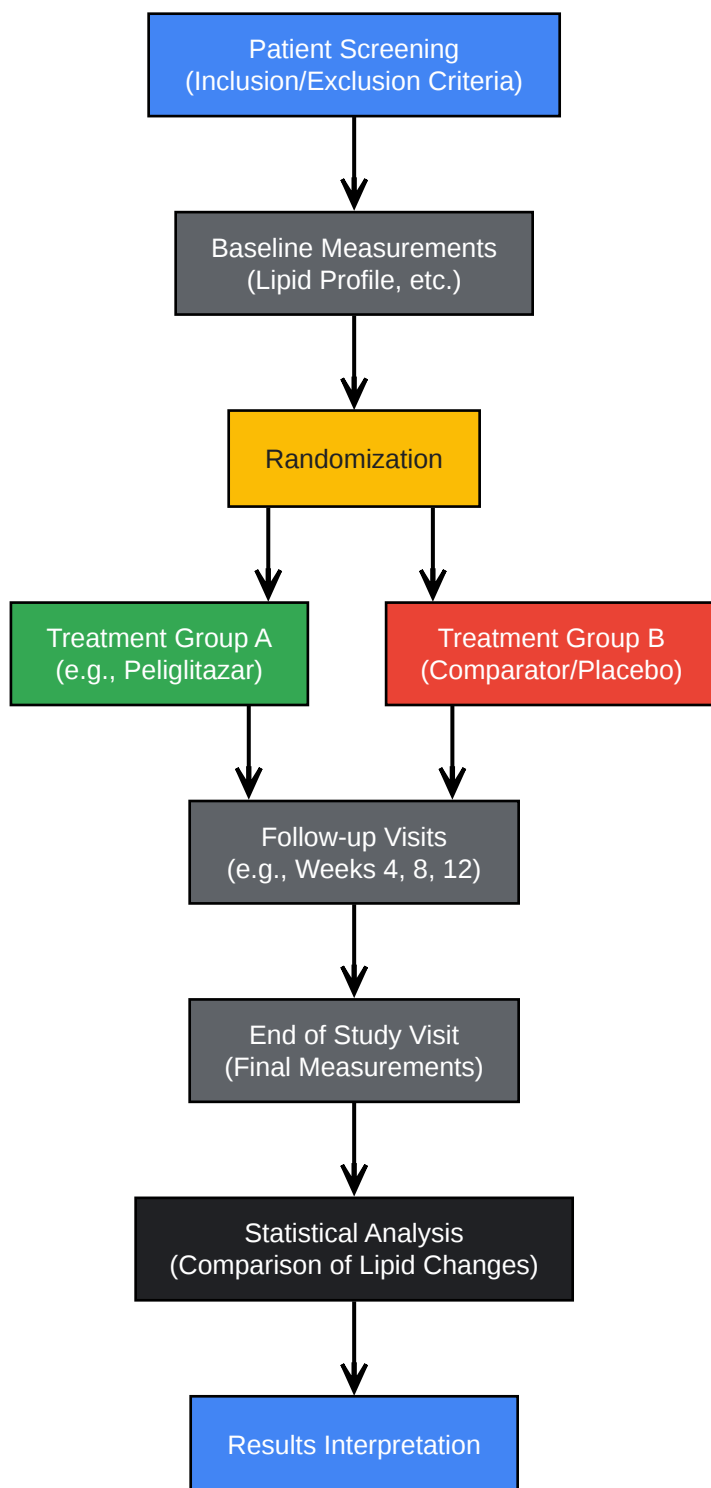 Patient Screening
(Inclusion/Exclusion Criteria)
Baseline Measurements
(Lipid Profile, etc.)
Randomization
Treatment Group A
(e.g., Peliglitazar)
Treatment Group B
(Comparator/Placebo)
Follow-up Visits
(e.g., Weeks 4, 8, 12)
End of Study Visit
(Final Measurements)
Statistical Analysis
(Comparison of Lipid Changes)
Results Interpretation